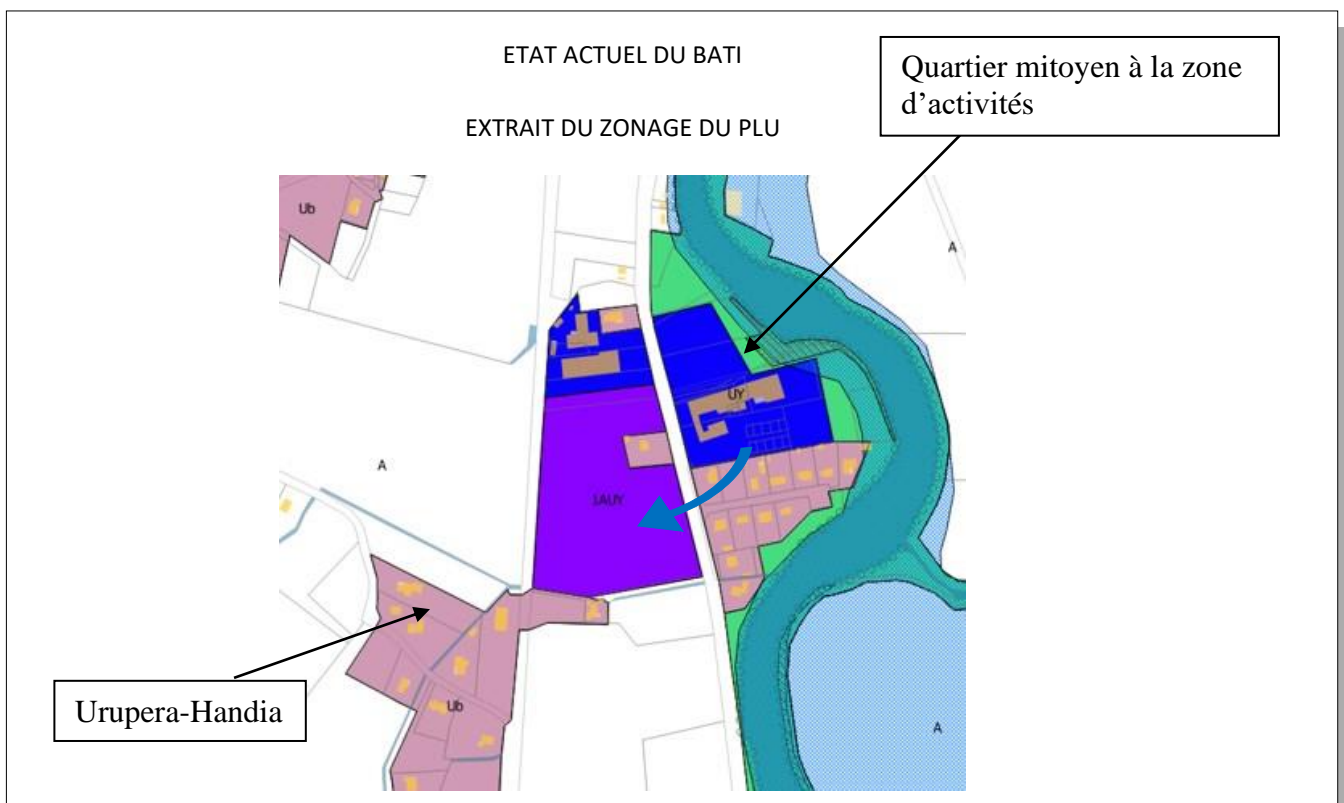 ETAT ACTUEL DU BATI
EXTRAIT DU ZONAGE DU PLU
Quartier mitoyen à la zone
d’activités
Ub
A
UY
A
1AUY
Urupera-Handia
Ub
A